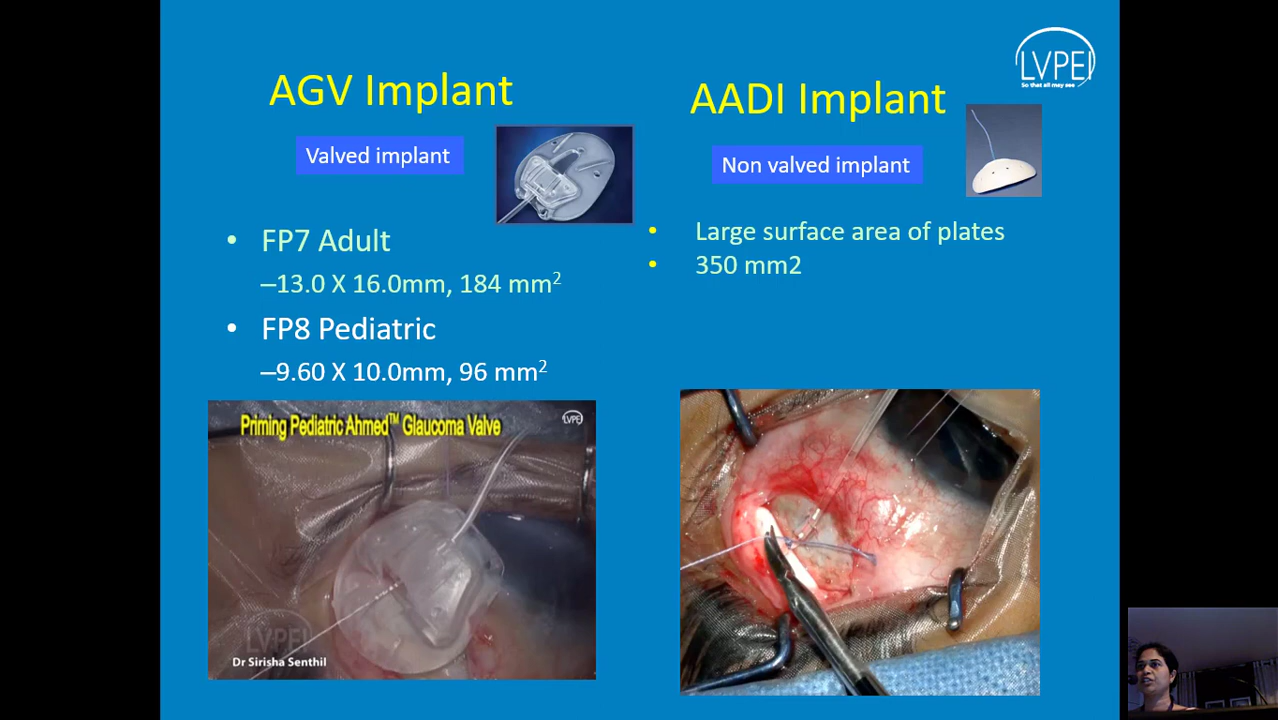 LVPEI
So that all may see
AGV Implant
Valved implant
• FP7 Adult
–13.0 X 16.0mm, 184 mm²
• FP8 Pediatric
–9.60 X 10.0mm, 96 mm²
Priming Pediatric Ahmed™ Glaucoma Valve
LVPEI
LVPEI
Dr Sirisha Senthil
AADI Implant
Non valved implant
• Large surface area of plates
• 350 mm2